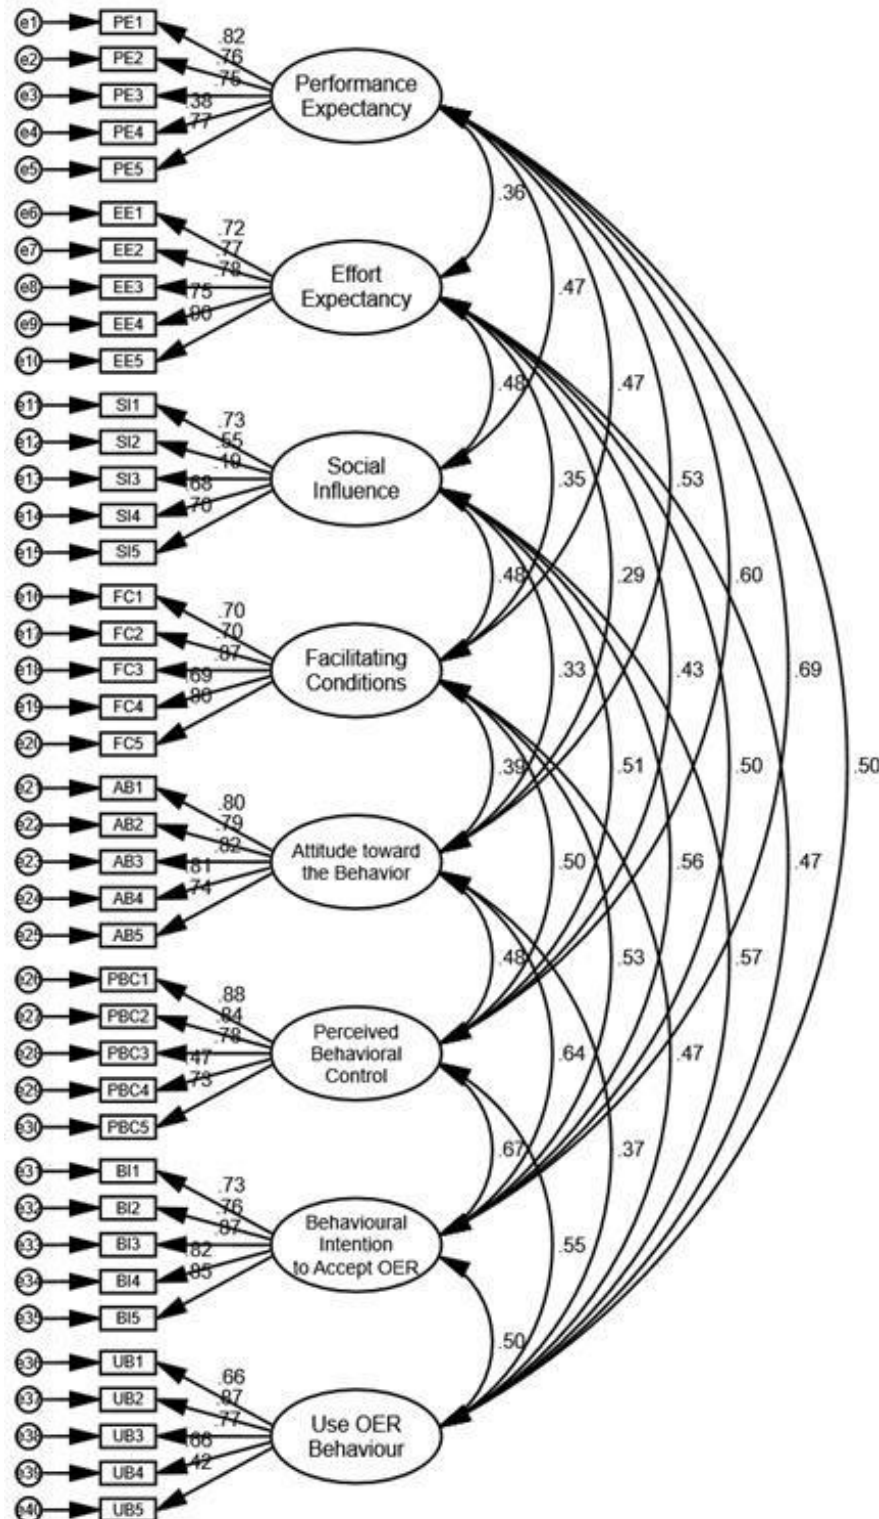 e1 PE1
.82
e2 PE2
.76
.75
e3 PE3
Performance
Expectancy
.38
e4 PE4
.77
e5 PE5
.36
e6 EE1
.72
e7 EE2
.77
.78
e8 EE3
Effort
Expectancy
.47
.75
e9 EE4
e10 EE5
.48
.47
e11 SI1
.73
e12 SI2
.55
.19
e13 SI3
Social
Influence
.35
.53
.68
e14 SI4
.70
e15 SI5
.48
.29
.60
e16 FC1
.70
e17 FC2
.70
.87
e18 FC3
Facilitating
Conditions
.33
.43
.69
.69
e19 FC4
e20 FC5
.39
.51
.50
.50
e21 AB1
.80
e22 AB2
.79
.82
e23 AB3
Attitude toward
the Behavior
.50
.56
.47
.81
e24 AB4
.74
e25 AB5
.48
.53
.57
e26 PBC1
.88
e27 PBC2
.84
.78
e28 PBC3
Perceived
Behavioral
Control
.64
.47
.47
e29 PBC4
.73
e30 PBC5
.67
.37
e31 BI1
.73
e32 BI2
.76
.87
e33 BI3
Behavioural
Intention
to Accept OER
.55
.82
e34 BI4
.85
e35 BI5
.50
e36 UB1
.66
e37 UB2
.87
.77
e38 UB3
Use OER
Behaviour
.66
e39 UB4
.42
e40 UB5